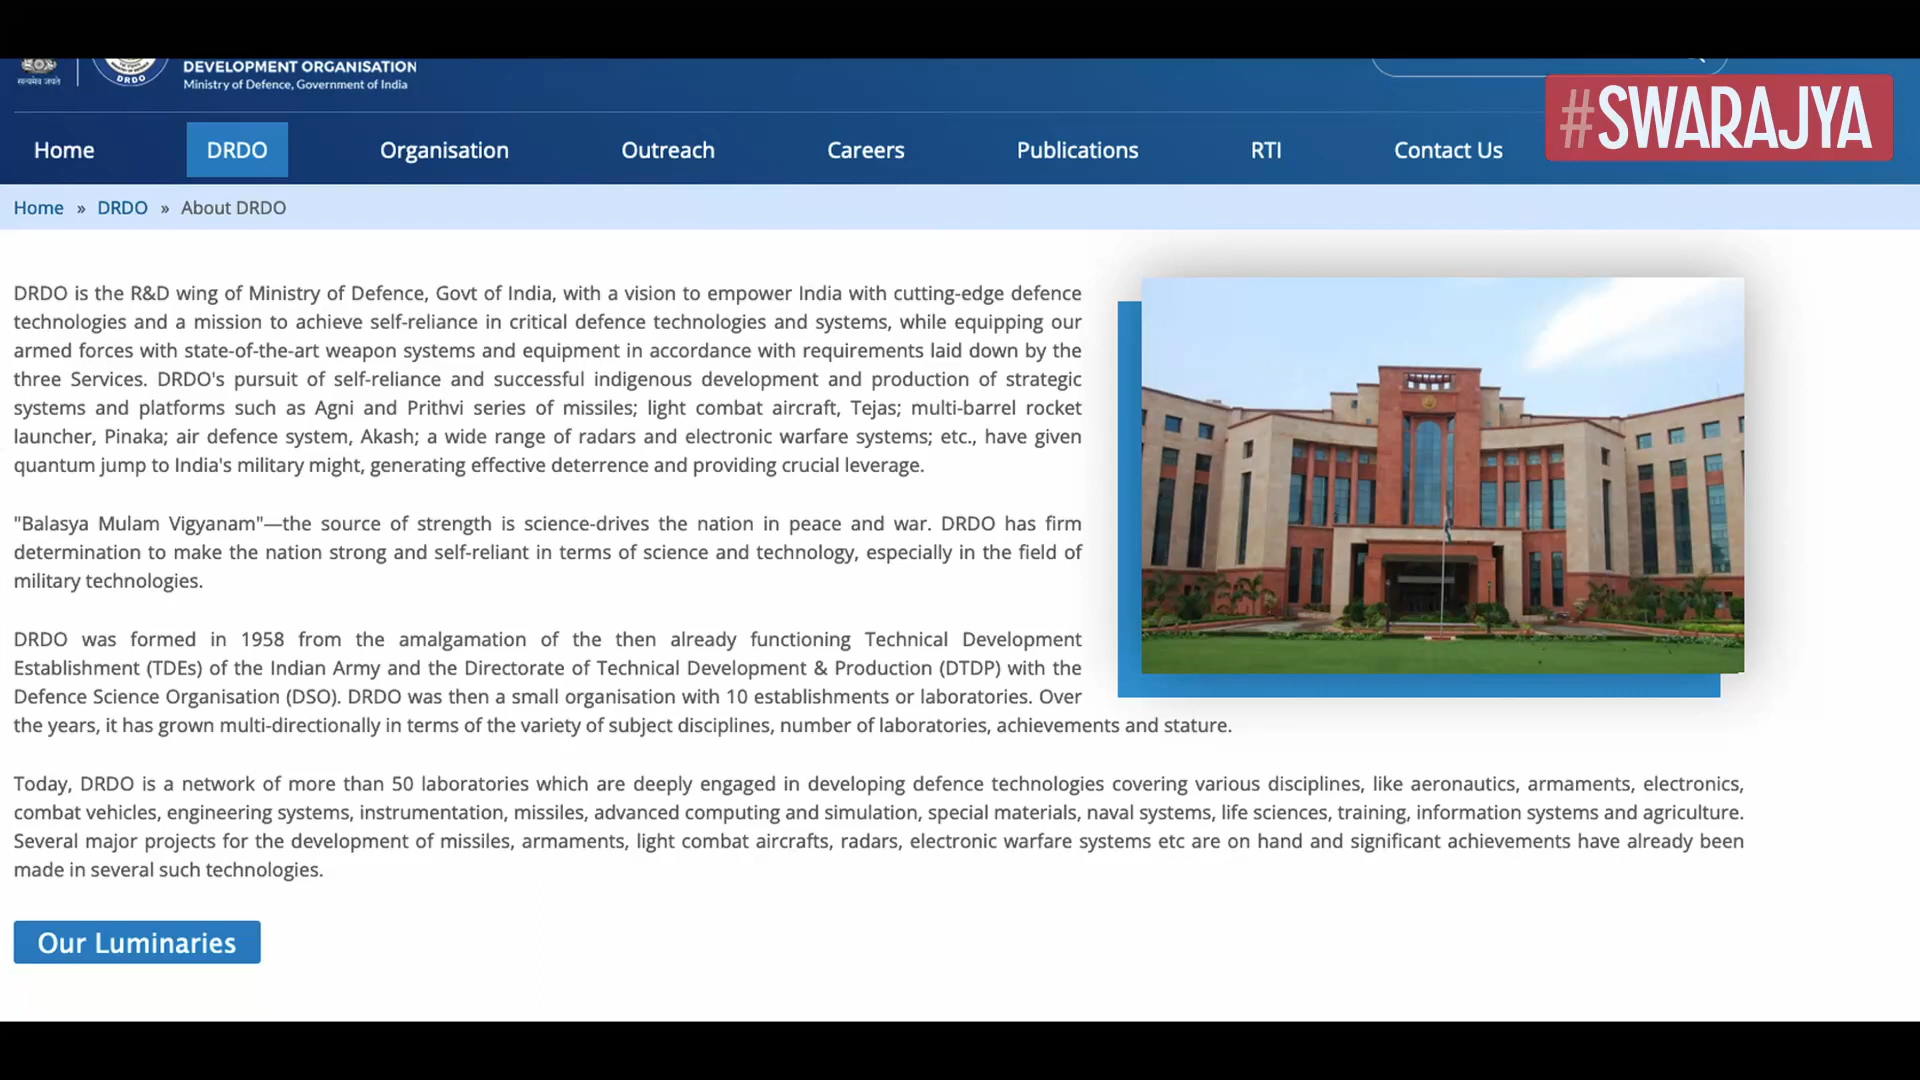 सत्यमेव जयते
DRDO
DEVELOPMENT ORGANISATION
Ministry of Defence, Government of India
#SWARAJYA
Home
DRDO
Organisation
Outreach
Careers
Publications
RTI
Contact Us
Home » DRDO » About DRDO
DRDO is the R&D wing of Ministry of Defence, Govt of India, with a vision to empower India with cutting-edge defence
technologies and a mission to achieve self-reliance in critical defence technologies and systems, while equipping our
armed forces with state-of-the-art weapon systems and equipment in accordance with requirements laid down by the
three Services. DRDO's pursuit of self-reliance and successful indigenous development and production of strategic
systems and platforms such as Agni and Prithvi series of missiles; light combat aircraft, Tejas; multi-barrel rocket
launcher, Pinaka; air defence system, Akash; a wide range of radars and electronic warfare systems; etc., have given
quantum jump to India's military might, generating effective deterrence and providing crucial leverage.
"Balasya Mulam Vigyanam"—the source of strength is science-drives the nation in peace and war. DRDO has firm
determination to make the nation strong and self-reliant in terms of science and technology, especially in the field of
military technologies.
DRDO was formed in 1958 from the amalgamation of the then already functioning Technical Development
Establishment (TDEs) of the Indian Army and the Directorate of Technical Development & Production (DTDP) with the
Defence Science Organisation (DSO). DRDO was then a small organisation with 10 establishments or laboratories. Over
the years, it has grown multi-directionally in terms of the variety of subject disciplines, number of laboratories, achievements and stature.
Today, DRDO is a network of more than 50 laboratories which are deeply engaged in developing defence technologies covering various disciplines, like aeronautics, armaments, electronics,
combat vehicles, engineering systems, instrumentation, missiles, advanced computing and simulation, special materials, naval systems, life sciences, training, information systems and agriculture.
Several major projects for the development of missiles, armaments, light combat aircrafts, radars, electronic warfare systems etc are on hand and significant achievements have already been
made in several such technologies.
Our Luminaries